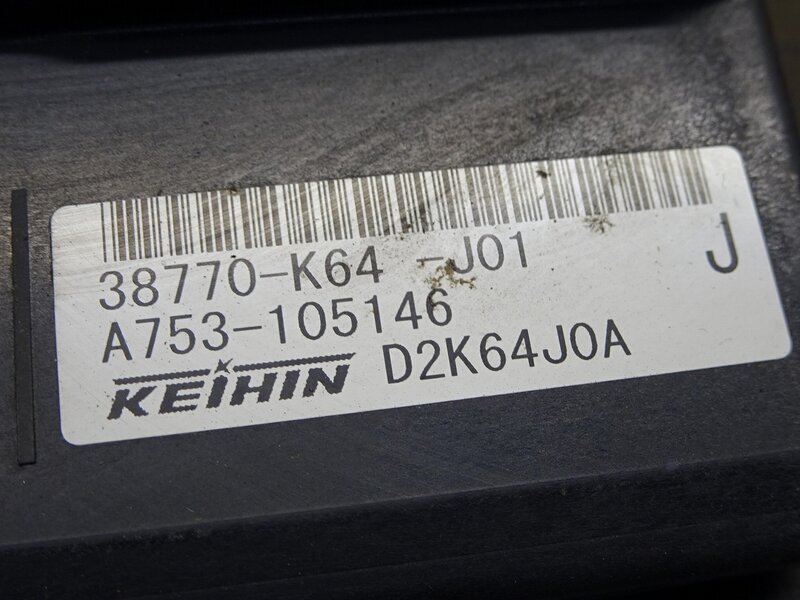 38770-K64 -J01
J
A753-105146
KEIHIN D2K64J0A